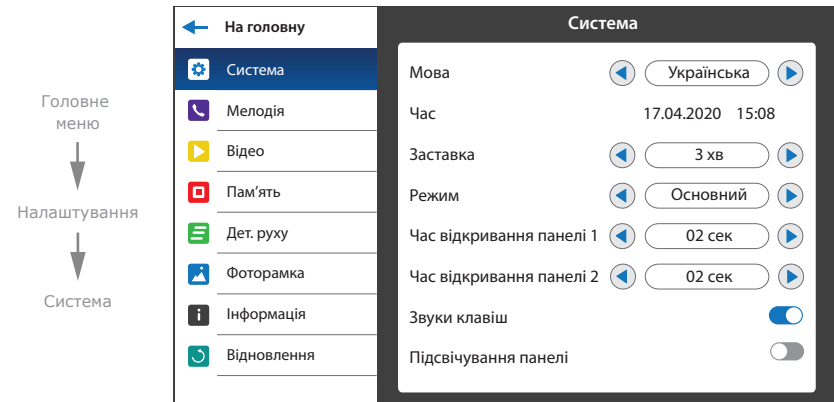 Головне
меню
Налаштування
Система
На головну
Система
Мелодія
Відео
Пам'ять
Дет. руху
Фоторамка
Інформація
Відновлення
Система
Мова Українська
Час 17.04.2020 15:08
Заставка 3 хв
Режим Основний
Час відкривання панелі 1 02 сек
Час відкривання панелі 2 02 сек
Звуки клавіш
Підсвічування панелі